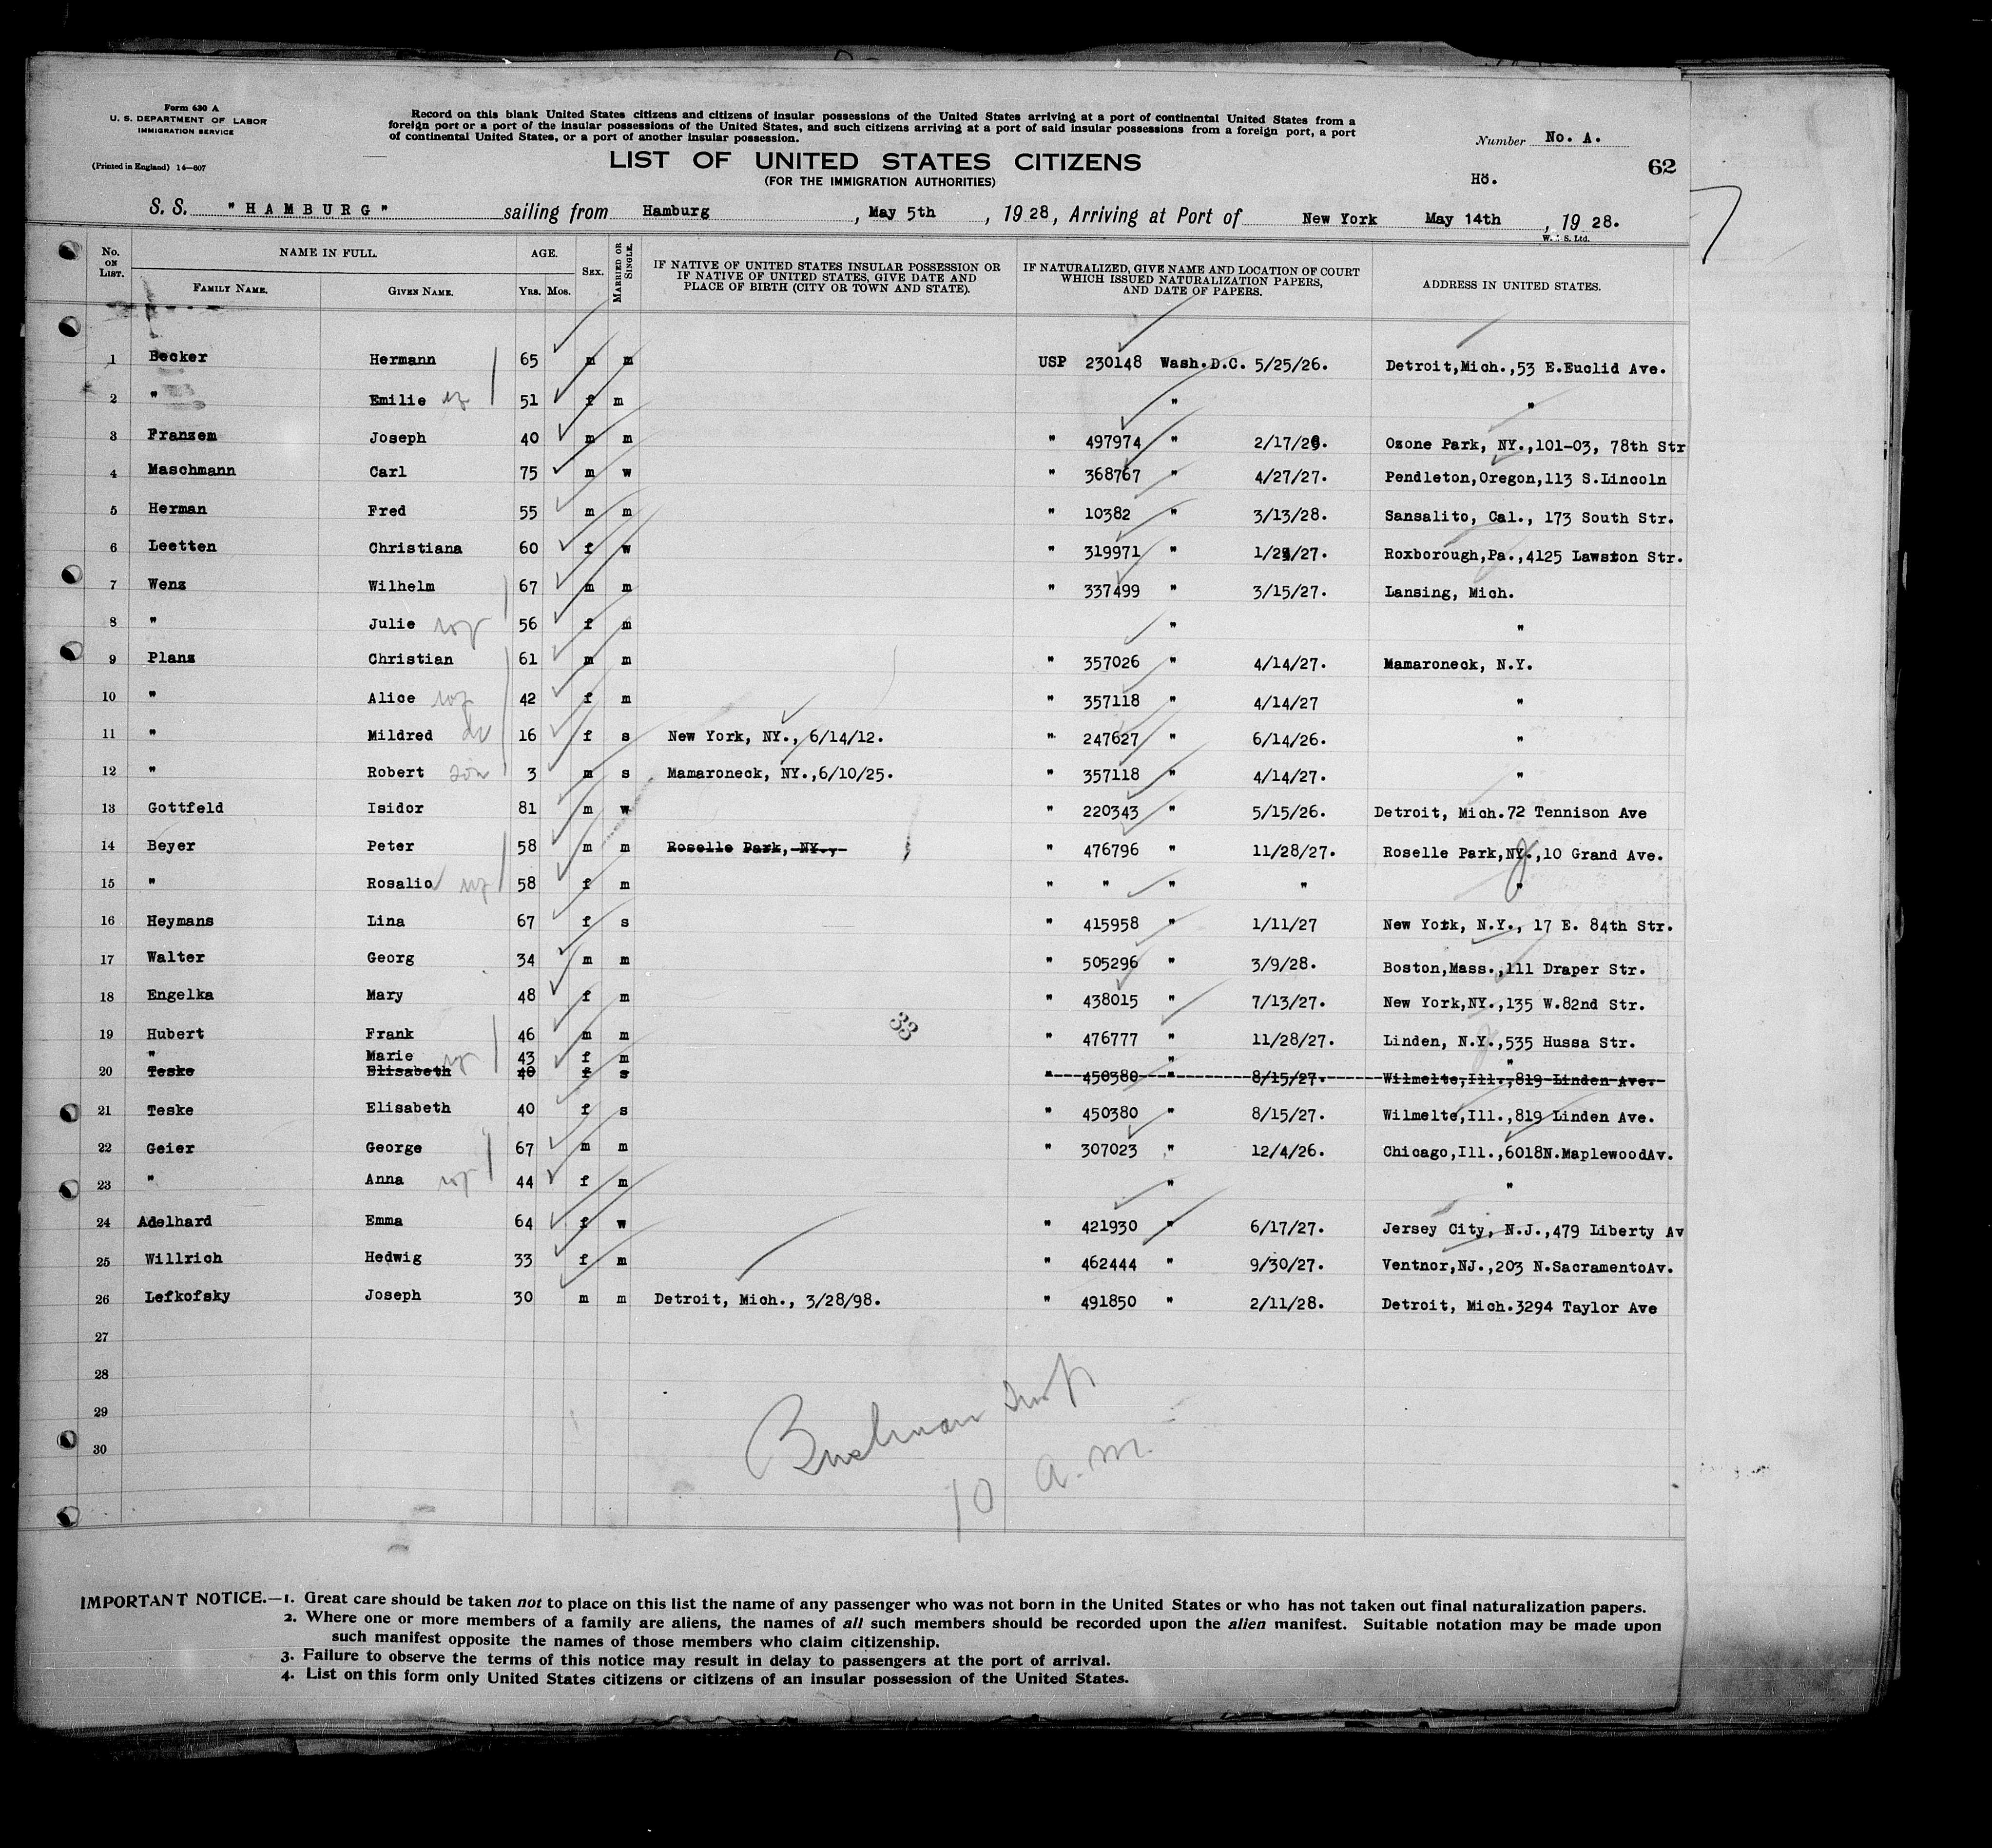 Form 630 A
U. S. DEPARTMENT OF LABOR
IMMIGRATION SERVICE
(Printed in England) 14—607
Record on this blank United States citizens and citizens of insular possessions of the United States arriving at a port of continental United States from a
foreign port or a port of the insular possessions of the United States, and such citizens arriving at a port of said insular possessions from a foreign port, a port
of continental United States, or a port of another insular possession.
Number No. A.
LIST OF UNITED STATES CITIZENS
62
(FOR THE IMMIGRATION AUTHORITIES)
Hö.
S. S. "HAMBURG" sailing from Hamburg, May 5th, 1928, Arriving at Port of New York May 14th, 1928.
W. S. Ltd.
No. ON LIST. NAME IN FULL. FAMILY NAME. GIVEN NAME. AGE. YRS. MOS. SEX. MARRIED OR SINGLE. IF NATIVE OF UNITED STATES INSULAR POSSESSION OR IF NATIVE OF UNITED STATES, GIVE DATE AND PLACE OF BIRTH (CITY OR TOWN AND STATE). IF NATURALIZED, GIVE NAME AND LOCATION OF COURT WHICH ISSUED NATURALIZATION PAPERS, AND DATE OF PAPERS. ADDRESS IN UNITED STATES.
1 Becker Hermann 65 m m USP 230148 Wash.D.C. 5/25/26. Detroit,Mich.,53 E.Euclid Ave.
2 " Emilie 51 f m " "
3 Franzem Joseph 40 m m " 497974 " 2/17/28. Ozone Park, NY.,101-03, 78th Str
4 Maschmann Carl 75 m w " 368767 " 4/27/27. Pendleton,Oregon,113 S.Lincoln
5 Herman Fred 55 m m " 10382 " 3/13/28. Sansalito, Cal., 173 South Str.
6 Leetten Christiana 60 f w " 319971 " Roxborough,Pa.,4125 Lawston Str.
7 Wenz Wilhelm 67 m m " 337499 " 3/15/27. Lansing, Mich.
8 " Julie 56 f m " "
9 Planz Christian 61 m m " 357026 " 4/14/27. Mamaroneck, N.Y.
10 " Alice 42 f m " 357118 " 4/14/27 "
11 " Mildred 16 f s New York, NY., 6/14/12. " 247627 " 6/14/26. "
12 " Robert son 3 m s Mamaroneck, NY.,6/10/25. " 357118 " 4/14/27. "
13 Gottfeld Isidor 81 m w " 220343 " 5/15/26. Detroit, Mich.72 Tennison Ave
14 Beyer Peter 58 m m Roselle Park, NY., " 476796 " 11/28/27. Roselle Park,NY.,10 Grand Ave.
15 " Rosalie 58 f m " " " " "
16 Heymans Lina 67 f s " 415958 " 1/11/27 New York, N.Y., 17 E. 84th Str.
17 Walter Georg 34 m m " 505296 " 3/9/28. Boston,Mass.,111 Draper Str.
18 Engelka Mary 48 f m " 438015 " 7/13/27. New York,NY.,135 W.82nd Str.
33
19 Hubert Frank 46 m m " 476777 " 11/28/27. Linden, N.Y.,535 Hussa Str.
" Marie 43 f m " "
20 Teske Elisabeth 40 f s " 450380 " 8/15/27. Wilmelte,Ill.,819 Linden Ave.
21 Teske Elisabeth 40 f s " 450380 " 8/15/27. Wilmelte,Ill.,819 Linden Ave.
22 Geier George 67 m m " 307023 " 12/4/26. Chicago,Ill.,6018N.MaplewoodAv.
23 " Anna 44 f m " "
24 Adelhard Emma 64 f w " 421930 " 6/17/27. Jersey City, N.J.,479 Liberty Av
25 Willrich Hedwig 33 f m " 462444 " 9/30/27. Ventnor,NJ.,203 N.SacramentoAv.
26 Lefkofsky Joseph 30 m m Detroit, Mich., 3/28/98. " 491850 " 2/11/28. Detroit, Mich.3294 Taylor Ave
27
28
29
30
10 a.m.
IMPORTANT NOTICE.—1. Great care should be taken not to place on this list the name of any passenger who was not born in the United States or who has not taken out final naturalization papers.
2. Where one or more members of a family are aliens, the names of all such members should be recorded upon the alien manifest. Suitable notation may be made upon
such manifest opposite the names of those members who claim citizenship.
3. Failure to observe the terms of this notice may result in delay to passengers at the port of arrival.
4. List on this form only United States citizens or citizens of an insular possession of the United States.